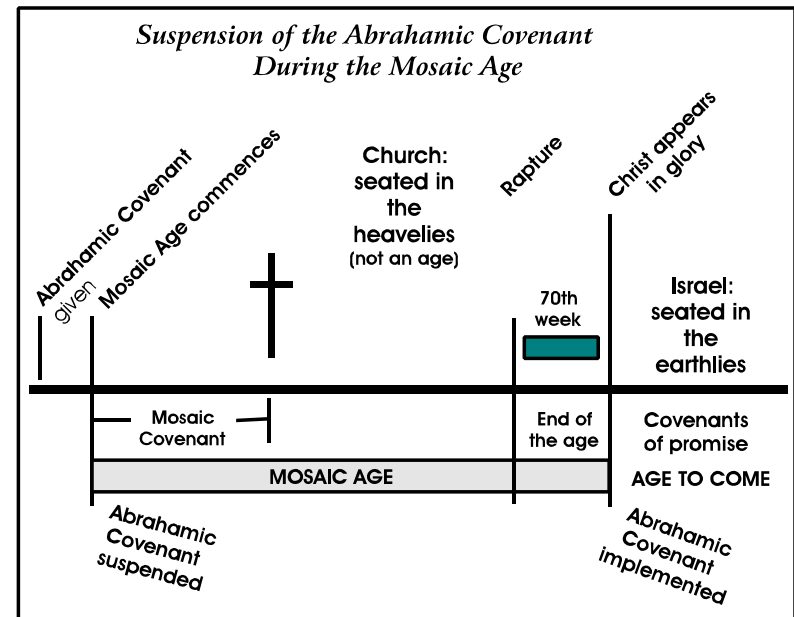 Suspension of the Abrahamic Covenant
During the Mosaic Age
Abrahamic Covenant
given
Mosaic Age commences
Church:
seated in
the
heavelies
(not an age)
Rapture
Christ appears
in glory
70th
week
Israel:
seated in
the
earthlies
Mosaic
Covenant
End of
the age
Covenants
of promise
MOSAIC AGE
AGE TO COME
Abrahamic
Covenant
suspended
Abrahamic
Covenant
implemented